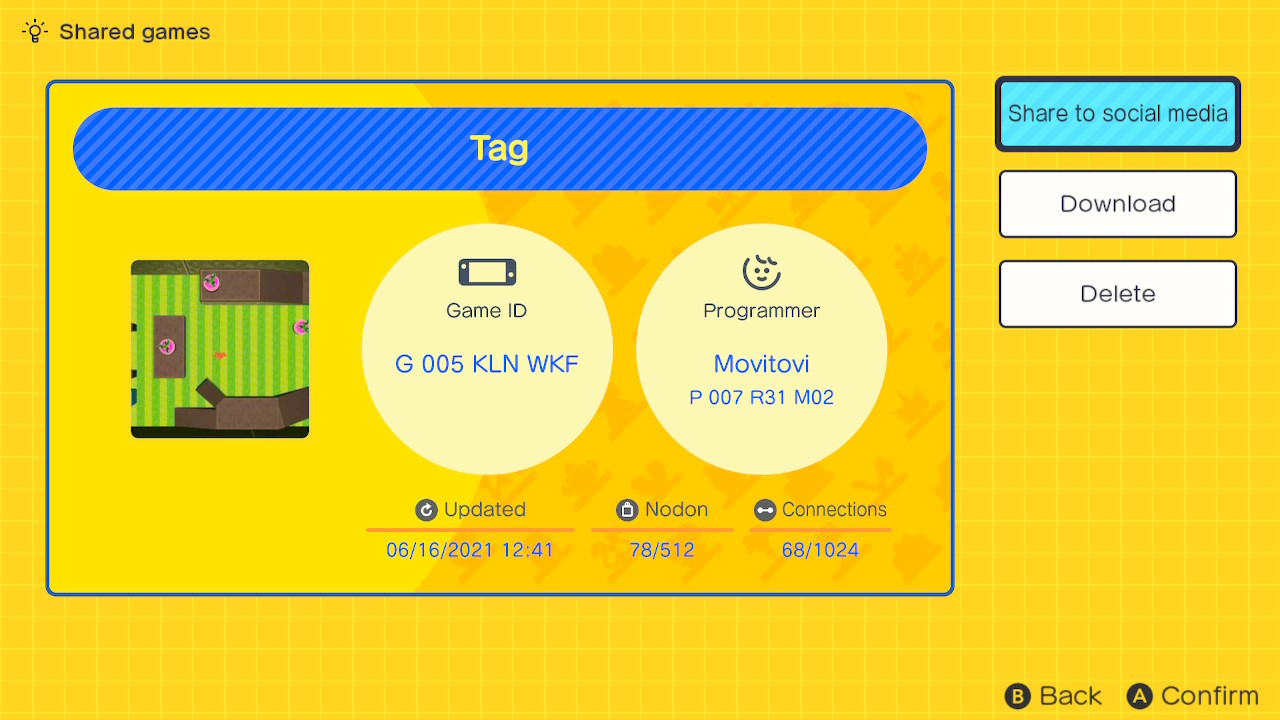 Shared games
Tag
Share to social media
Download
Delete
Game ID
G 005 KLN WKF
Programmer
Movitovi
P 007 R31 M02
Updated
06/16/2021 12:41
Nodon
78/512
Connections
68/1024
B Back
A Confirm